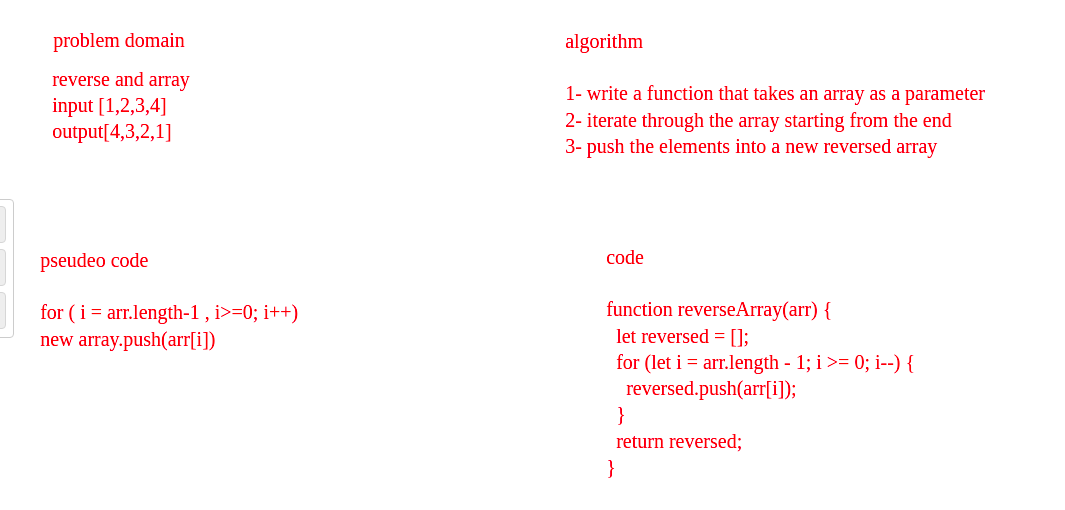 problem domain
reverse and array
input [1,2,3,4]
output[4,3,2,1]
algorithm
1- write a function that takes an array as a parameter
2- iterate through the array starting from the end
3- push the elements into a new reversed array
pseudeo code
for ( i = arr.length-1 , i>=0; i++)
new array.push(arr[i])
code
function reverseArray(arr) {
let reversed = [];
for (let i = arr.length - 1; i >= 0; i--) {
reversed.push(arr[i]);
}
return reversed;
}